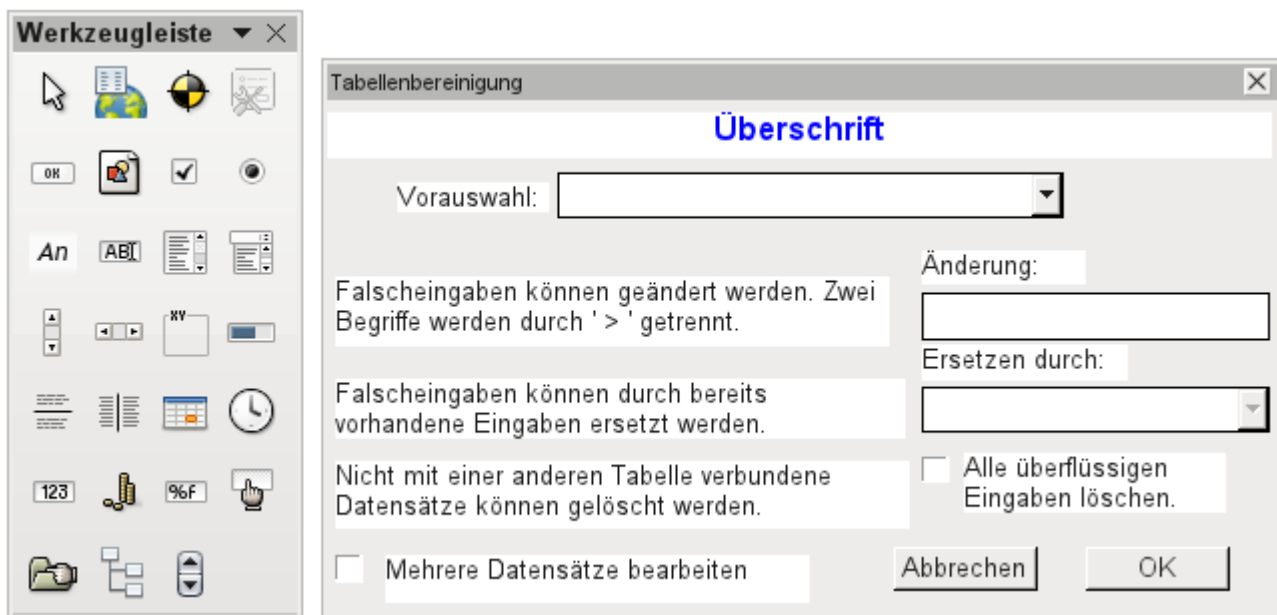 Werkzeugleiste
OK
An
ABI
XY
123
%F
Tabellenbereinigung
Überschrift
Vorauswahl:
Falscheingaben können geändert werden. Zwei
Begriffe werden durch ' > ' getrennt.
Änderung:
Falscheingaben können durch bereits
vorhandene Eingaben ersetzt werden.
Ersetzen durch:
Nicht mit einer anderen Tabelle verbundene
Datensätze können gelöscht werden.
Alle überflüssigen
Eingaben löschen.
Mehrere Datensätze bearbeiten
Abbrechen
OK